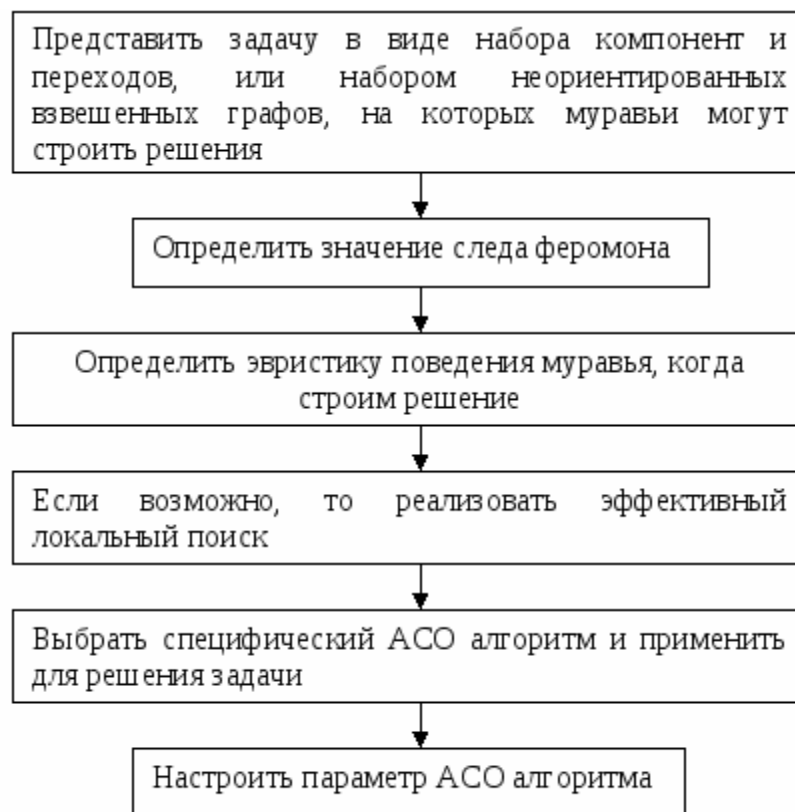 Представить задачу в виде набора компонент и
переходов, или набором неориентированных
взвешенных графов, на которых муравьи могут
строить решения
Определить значение следа феромона
Определить эвристику поведения муравья, когда
строим решение
Если возможно, то реализовать эффективный
локальный поиск
Выбрать специфический АСО алгоритм и применить
для решения задачи
Настроить параметр АСО алгоритма